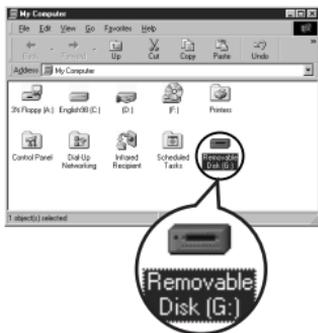 My Computer
File Edit View Go Favorites Help
Back Forward Up Cut Copy Paste Undo
Address My Computer
3½ Floppy (A:) English98 (C:) (D:) (F:) Printers
Control Panel Dial-Up Networking Infrared Recipient Scheduled Tasks Removable Disk (G:)
1 object(s) selected
Removable
Disk (G:)